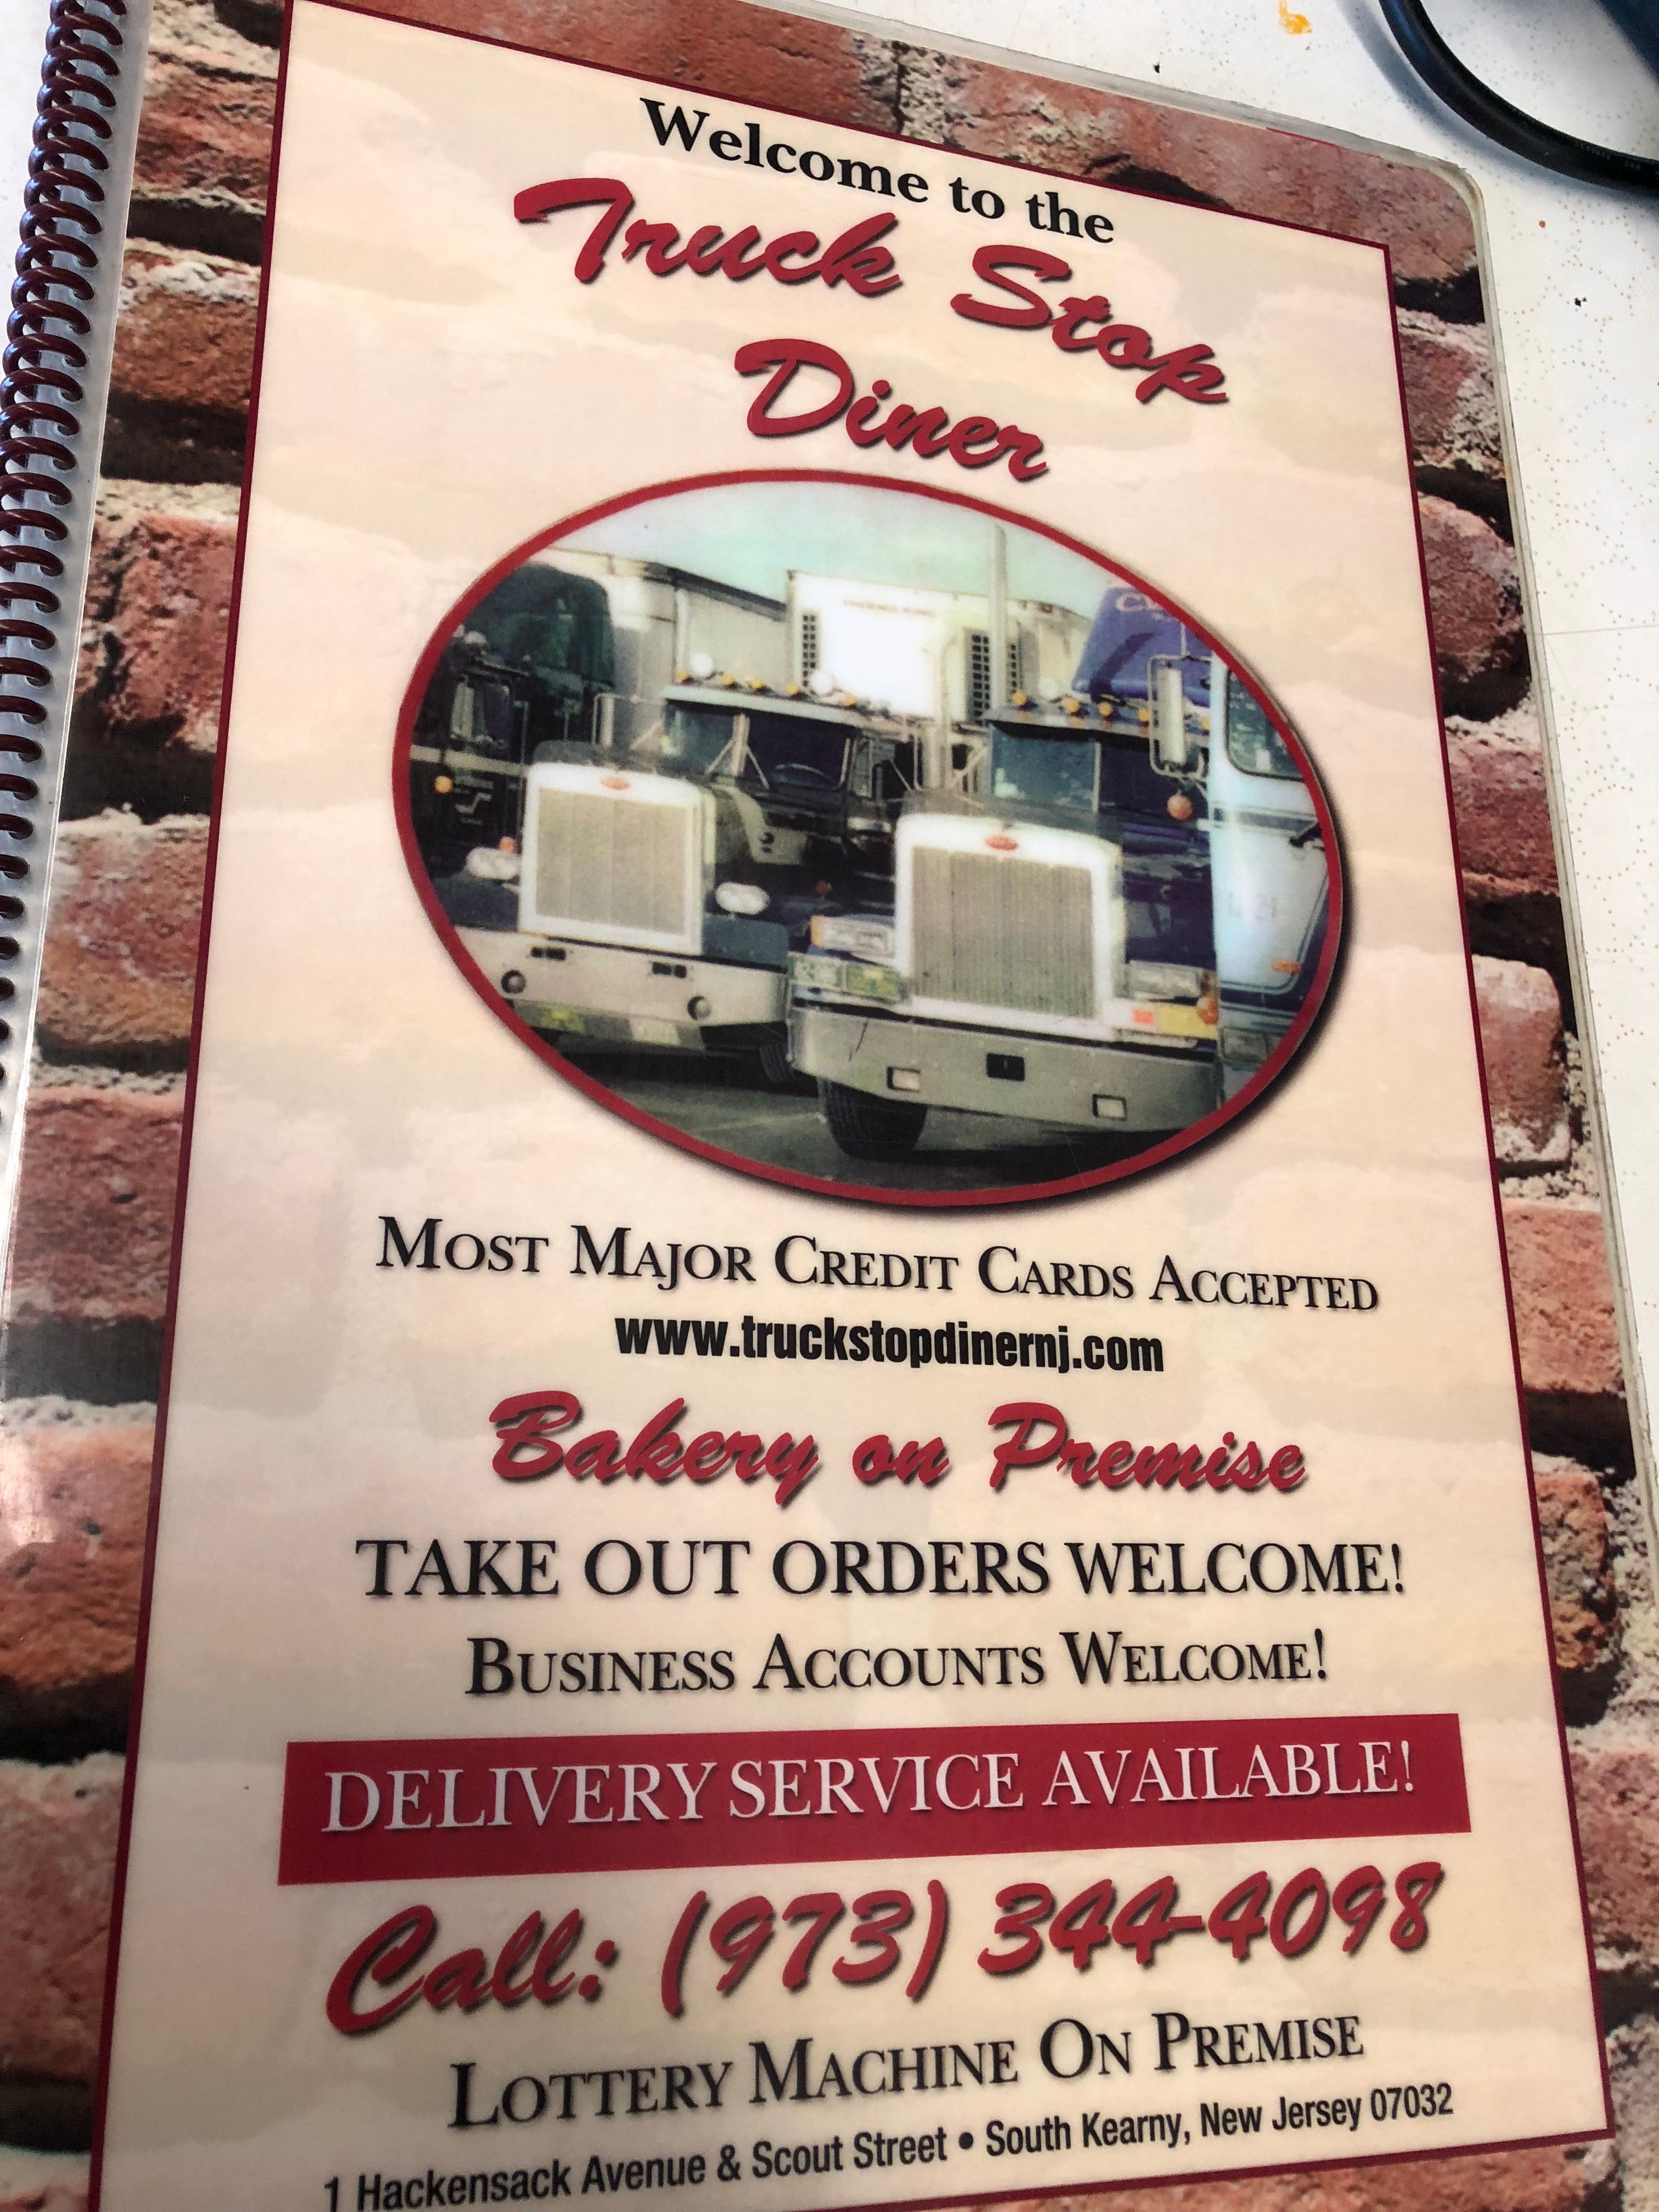 Welcome to the
Truck Stop
Diner
MOST MAJOR CREDIT CARDS ACCEPTED
www.truckstopdinernj.com
Bakery on Premise
TAKE OUT ORDERS WELCOME!
BUSINESS ACCOUNTS WELCOME!
DELIVERY SERVICE AVAILABLE!
Call: (973) 344-4098
LOTTERY MACHINE ON PREMISE
1 Hackensack Avenue & Scout Street • South Kearny, New Jersey 07032